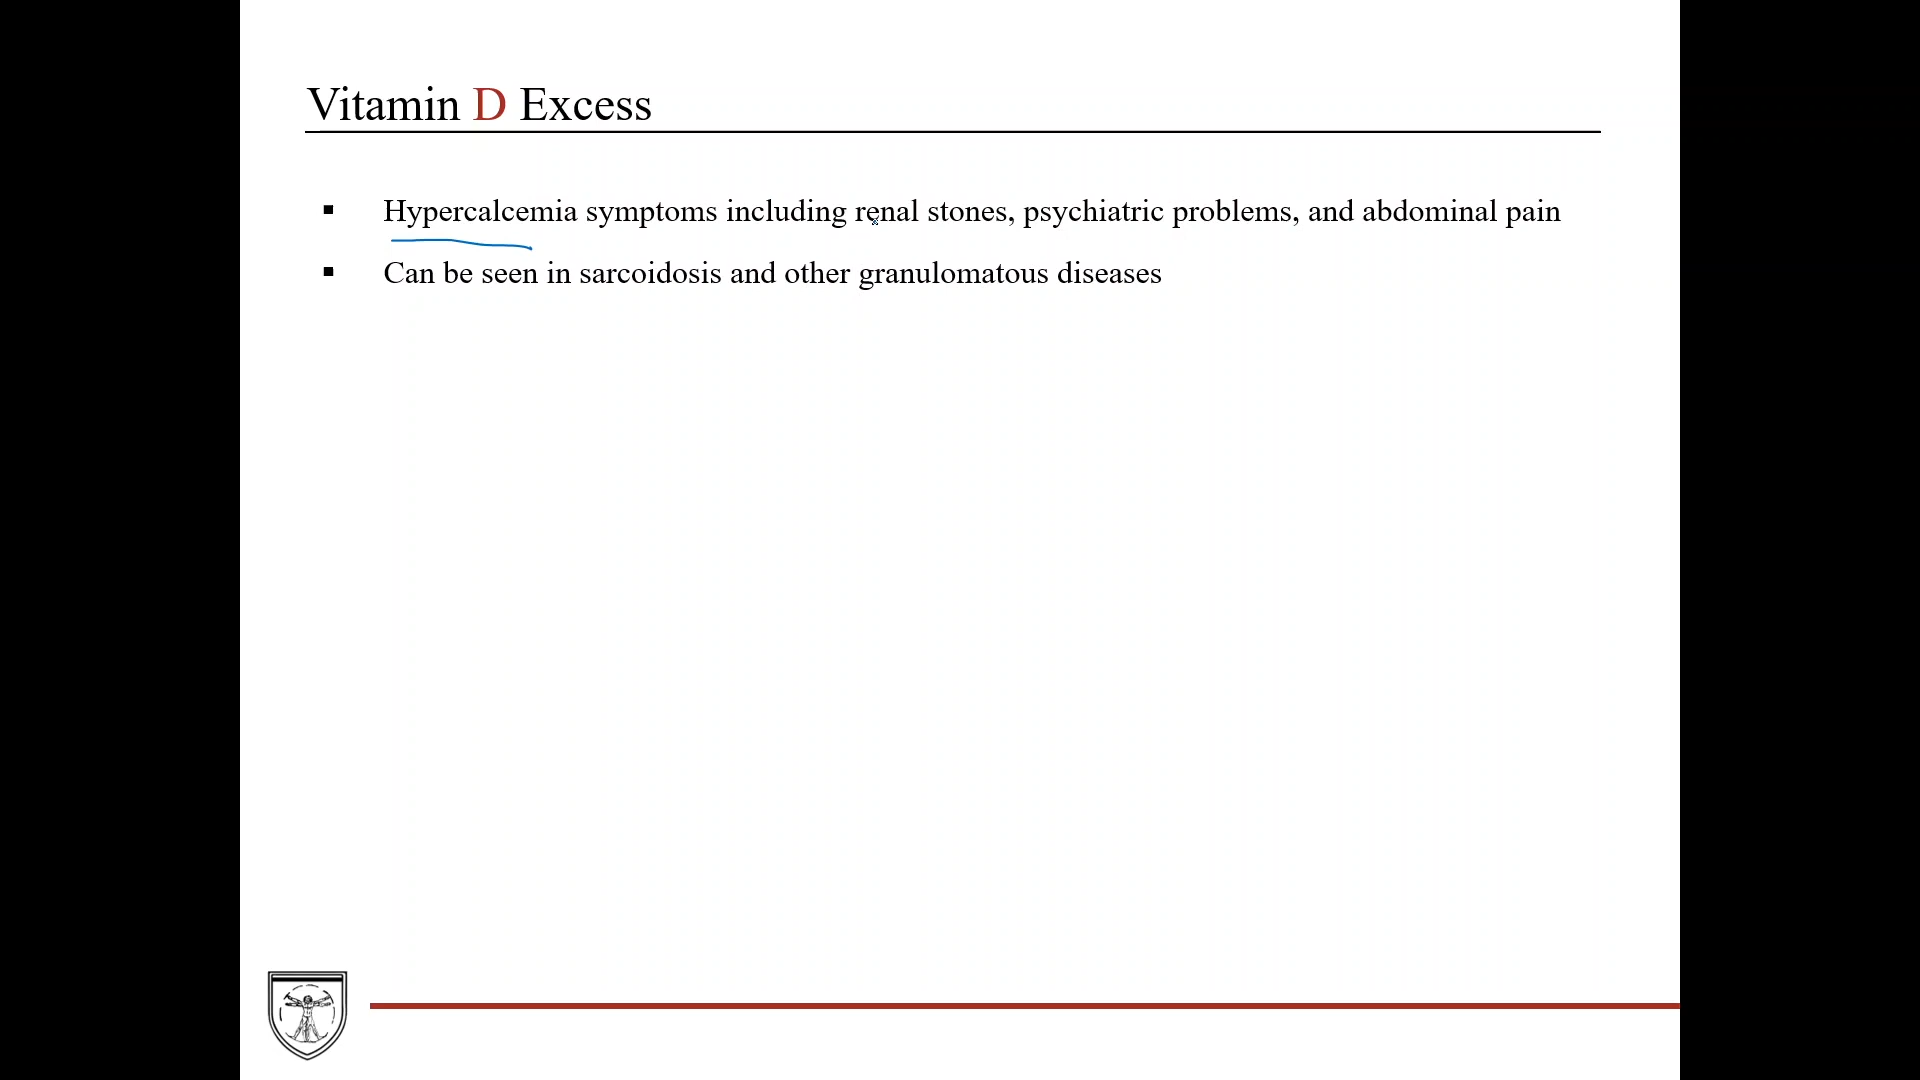 Vitamin D Excess
▪ Hypercalcemia symptoms including renal stones, psychiatric problems, and abdominal pain
▪ Can be seen in sarcoidosis and other granulomatous diseases